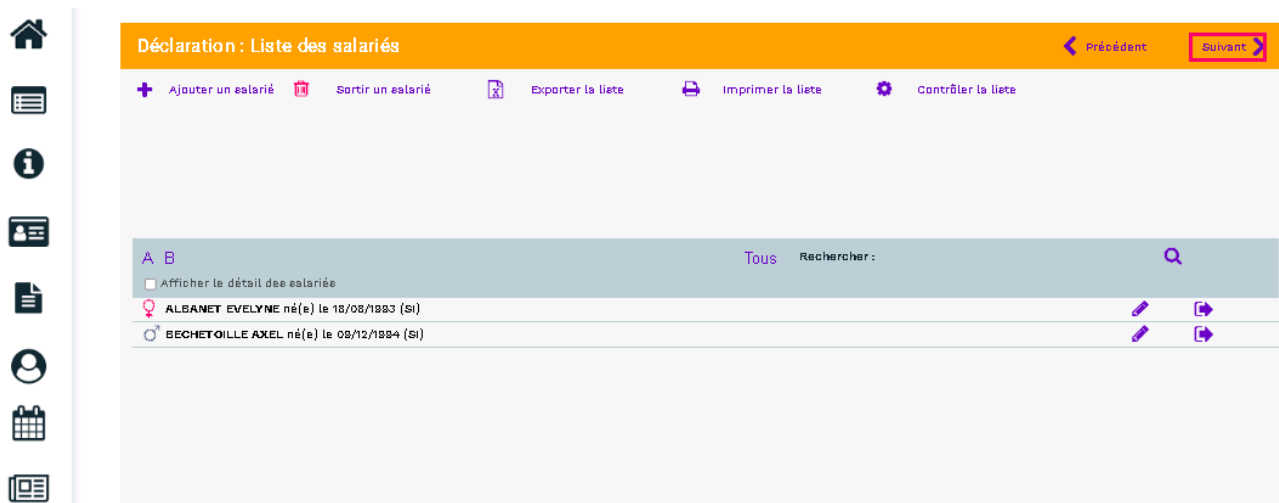 Déclaration : Liste des salariés
Précédent
Suivant
Ajouter un salarié
Sortir un salarié
Exporter la liste
Imprimer la liste
Contrôler la liste
A B
Tous
Rechercher :
Afficher le détail des salariés
ALBANET EVELYNE né(e) le 18/08/1993 (SI)
BECHETOILLE AXEL né(e) le 09/12/1994 (SI)